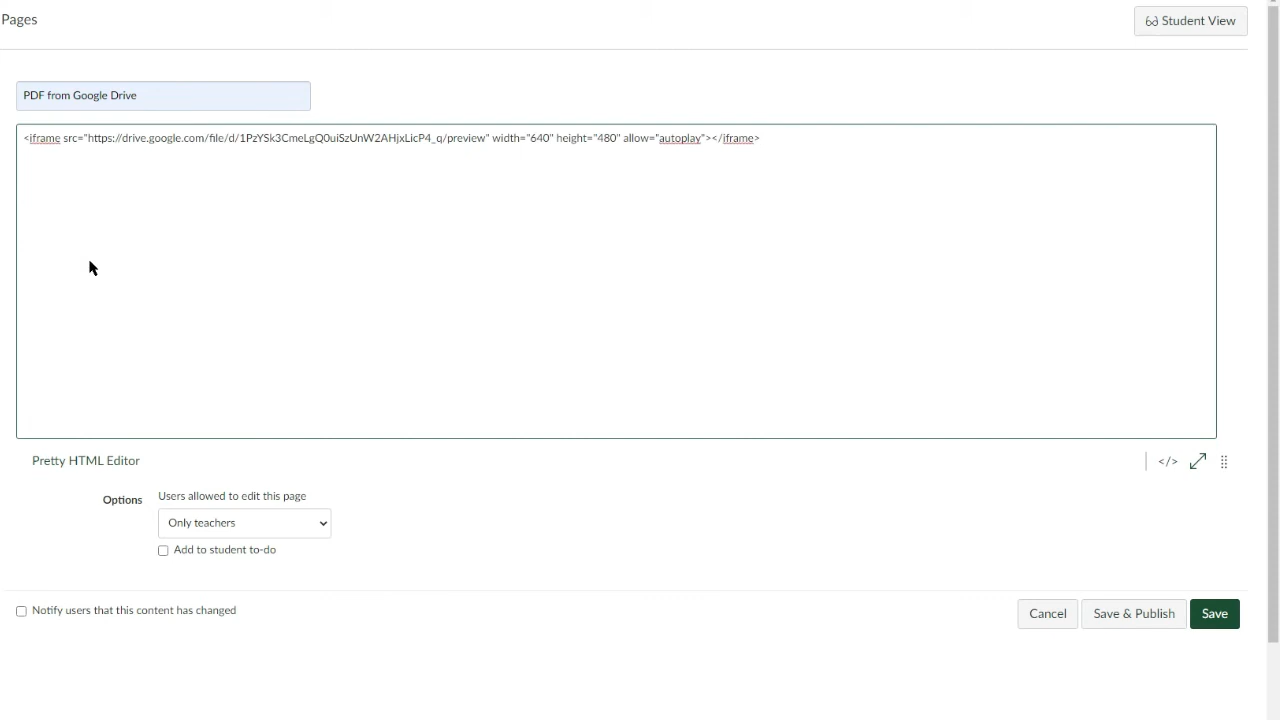 Pages
Student View
PDF from Google Drive
<iframe src="https://drive.google.com/file/d/1PzYSk3CmeLgQ0uiSzUnW2AHjxLicP4_q/preview" width="640" height="480" allow="autoplay"></iframe>
Pretty HTML Editor
</>
Options
Users allowed to edit this page
Only teachers
Add to student to-do
Notify users that this content has changed
Cancel
Save & Publish
Save